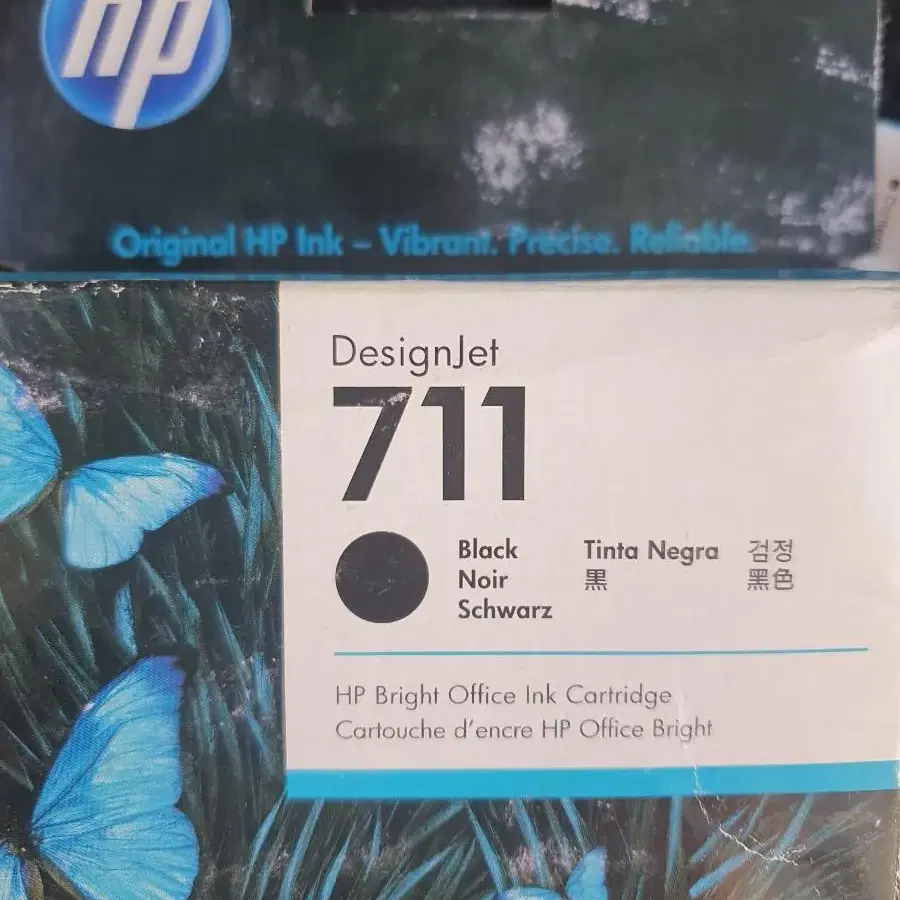 hp
Original HP Ink – Vibrant. Precise. Reliable.
DesignJet
711
Black Tinta Negra 검정
Noir 黒 黑色
Schwarz
HP Bright Office Ink Cartridge
Cartouche d'encre HP Office Bright